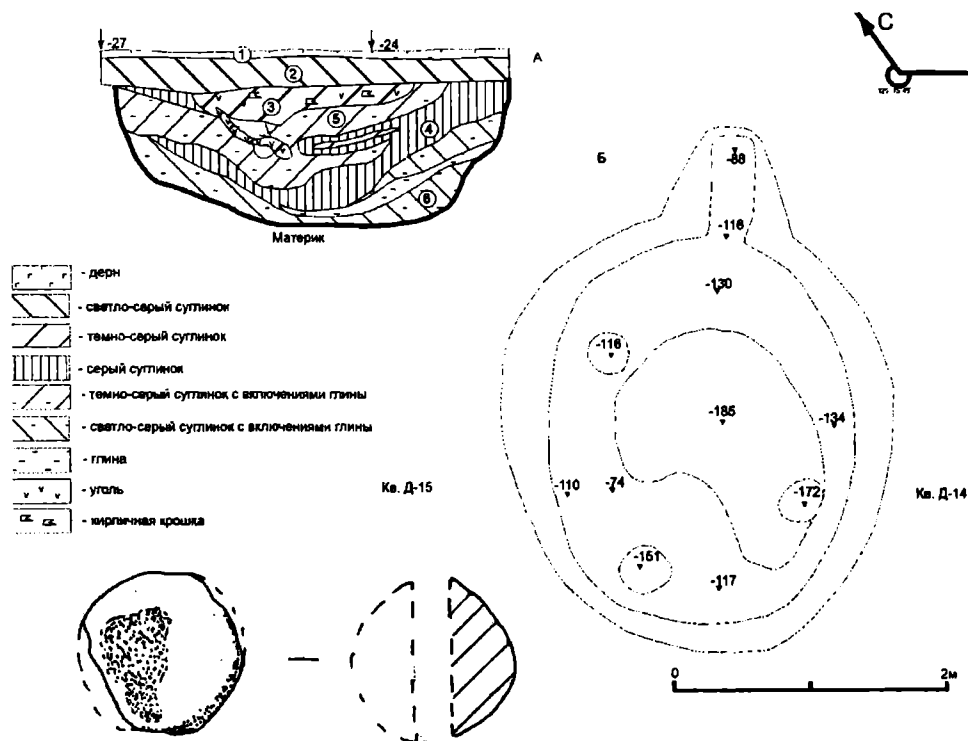 -27
-24
1
2
3
5
4
6
А
С
Материк
- дерн
- светло-серый суглинок
- темно-серый суглинок
- серый суглинок
- темно-серый суглинок с включениями глины
- светло-серый суглинок с включениями глины
- глина
- уголь
- кирпичная крошка
Б
-88
-116
-130
-116
-185
-134
-110
-74
-172
-151
-117
Кв. Д-15
Кв. Д-14
0
2м